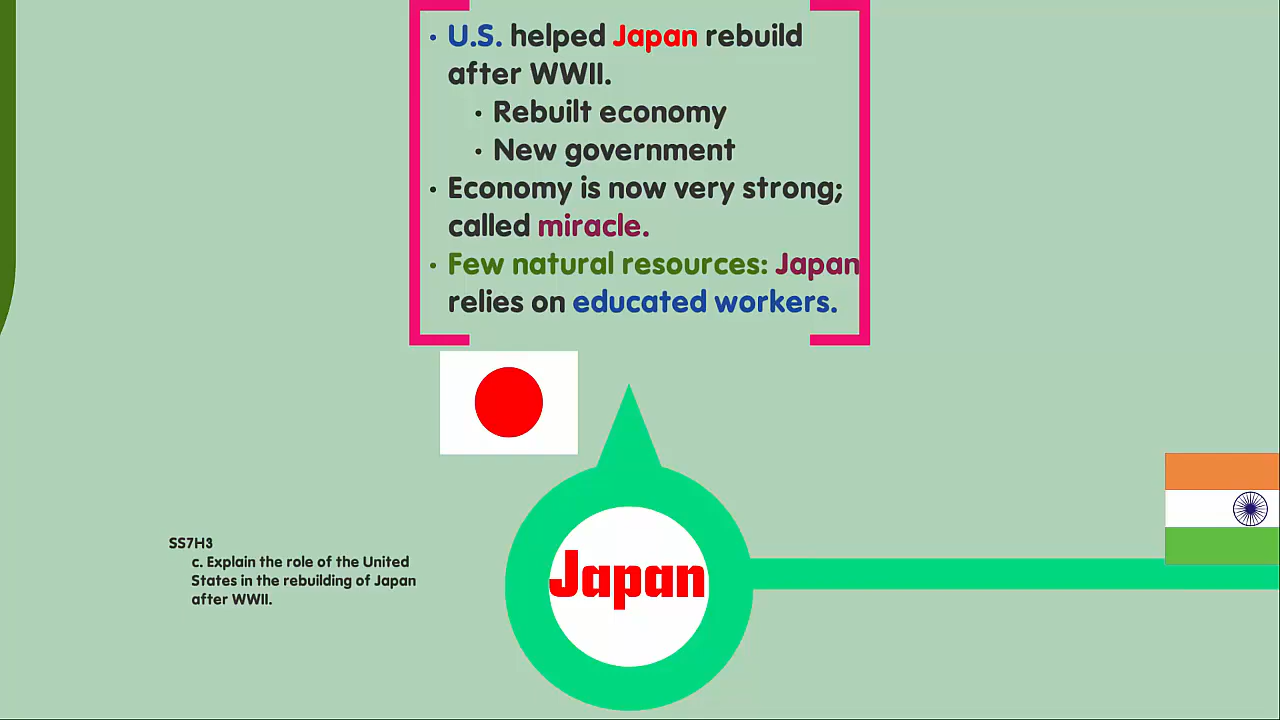 • U.S. helped Japan rebuild
after WWII.
• Rebuilt economy
• New government
• Economy is now very strong;
called miracle.
• Few natural resources: Japan
relies on educated workers.
Japan
SS7H3
c. Explain the role of the United
States in the rebuilding of Japan
after WWII.